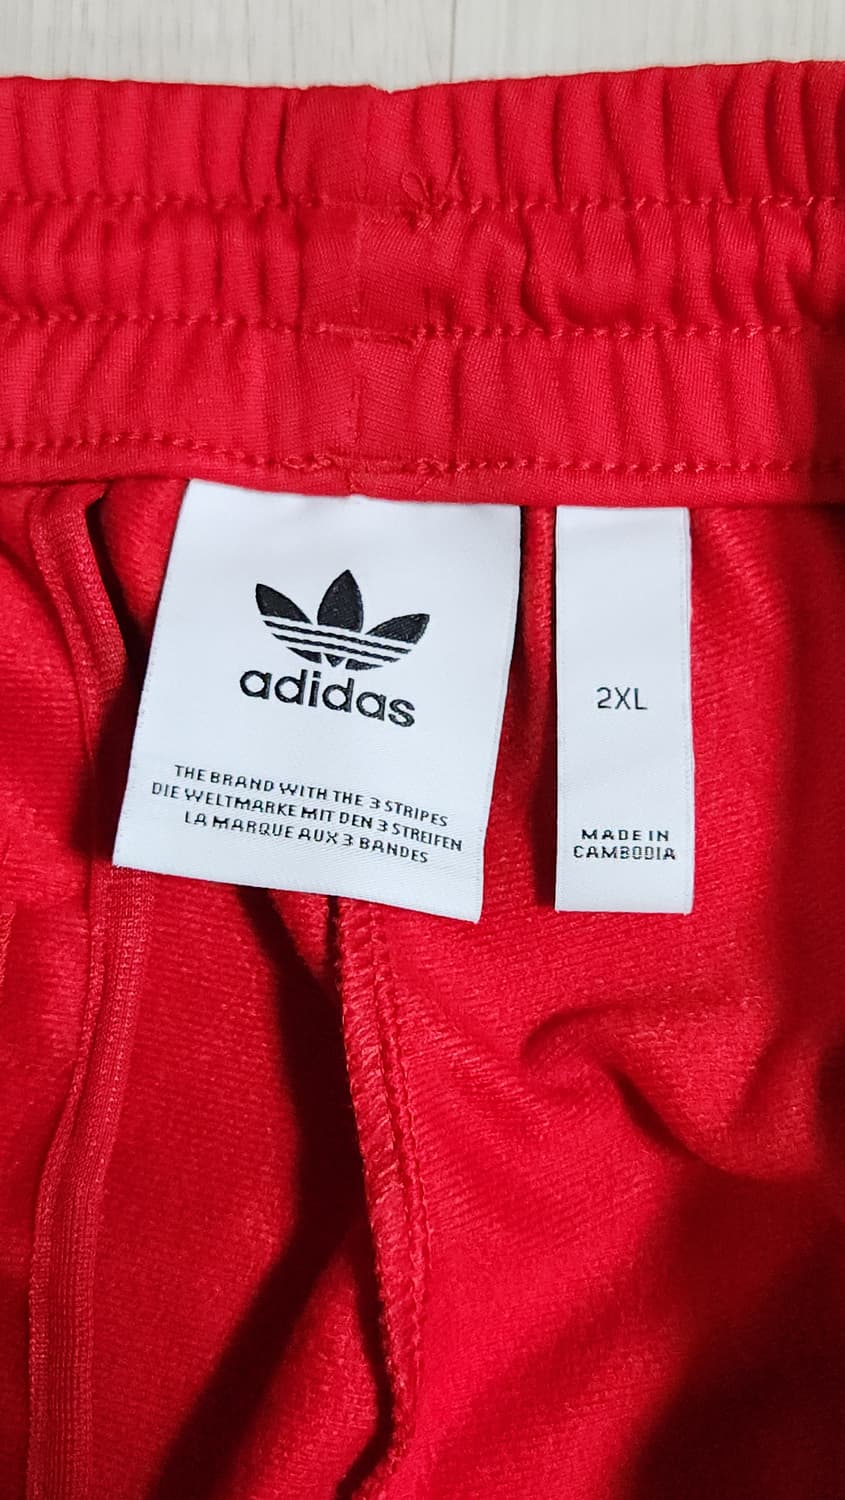 adidas
THE BRAND WITH THE 3 STRIPES
DIE WELTMARKE MIT DEN 3 STREIFEN
LA MARQUE AUX 3 BANDES
2XL
MADE IN
CAMBODIA